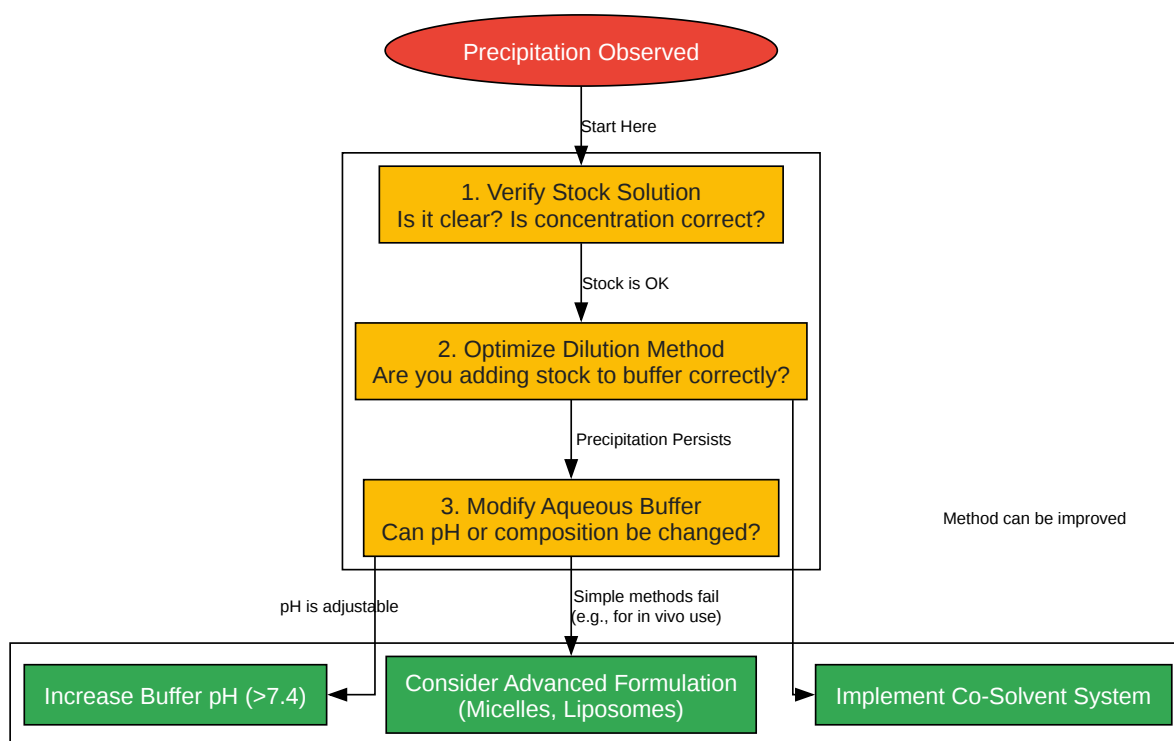 Precipitation Observed
Start Here
1. Verify Stock Solution
Is it clear? Is concentration correct?
Stock is OK
2. Optimize Dilution Method
Are you adding stock to buffer correctly?
Precipitation Persists
3. Modify Aqueous Buffer
Can pH or composition be changed?
Method can be improved
pH is adjustable
Simple methods fail
(e.g., for in vivo use)
Increase Buffer pH (>7.4)
Consider Advanced Formulation
(Micelles, Liposomes)
Implement Co-Solvent System